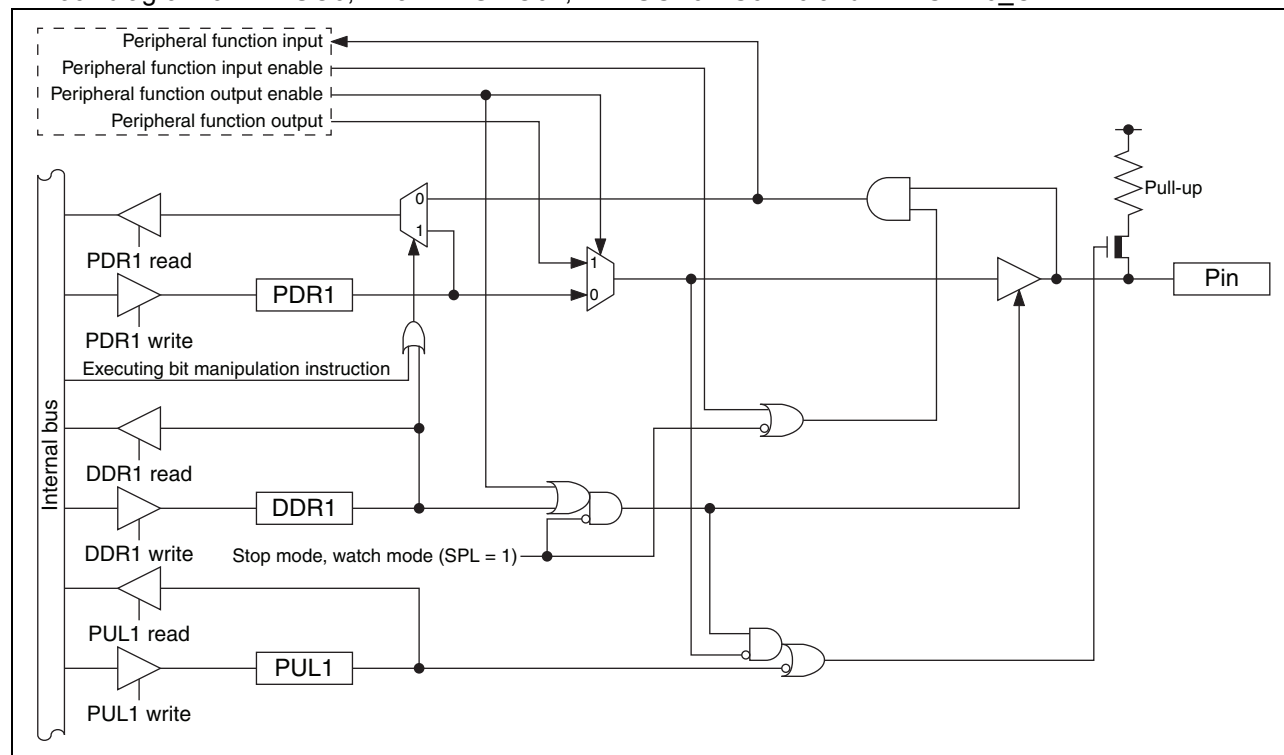 Peripheral function input
Peripheral function input enable
Peripheral function output enable
Peripheral function output
0
1
Pull-up
PDR1 read
1
PDR1
0
Pin
PDR1 write
Executing bit manipulation instruction
Internal bus
DDR1 read
DDR1
DDR1 write
Stop mode, watch mode (SPL = 1)
PUL1 read
PUL1
PUL1 write